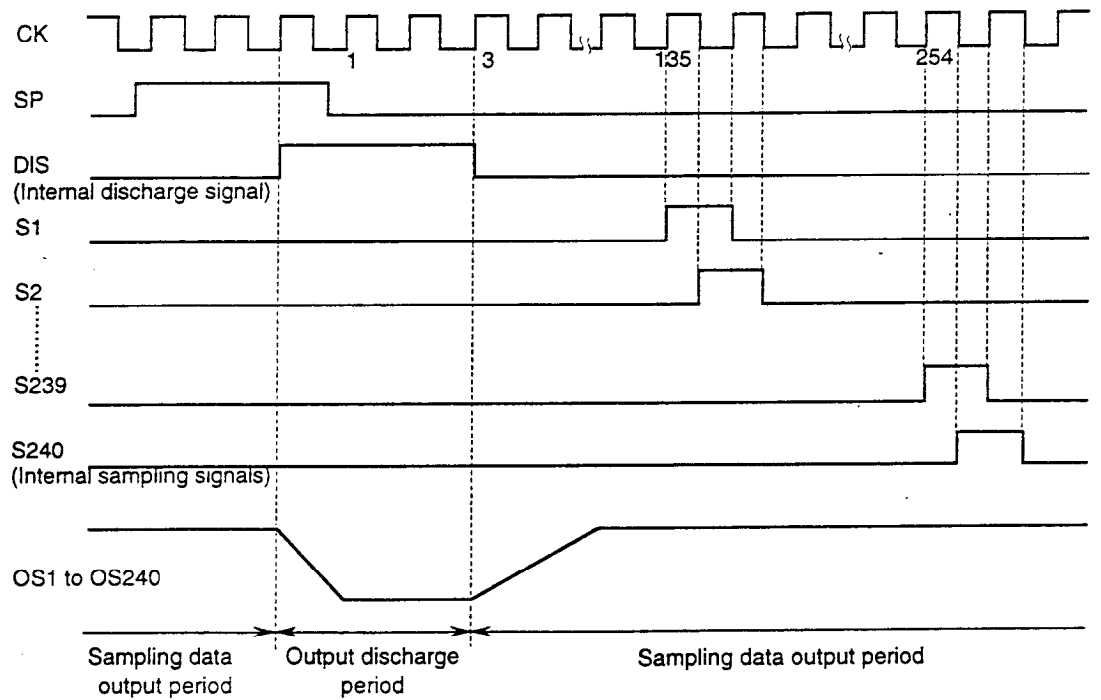 CK
1
3
135
254
SP
DIS
(Internal discharge signal)
S1
S2
S239
S240
(Internal sampling signals)
OS1 to OS240
Sampling data
output period
Output discharge
period
Sampling data output period